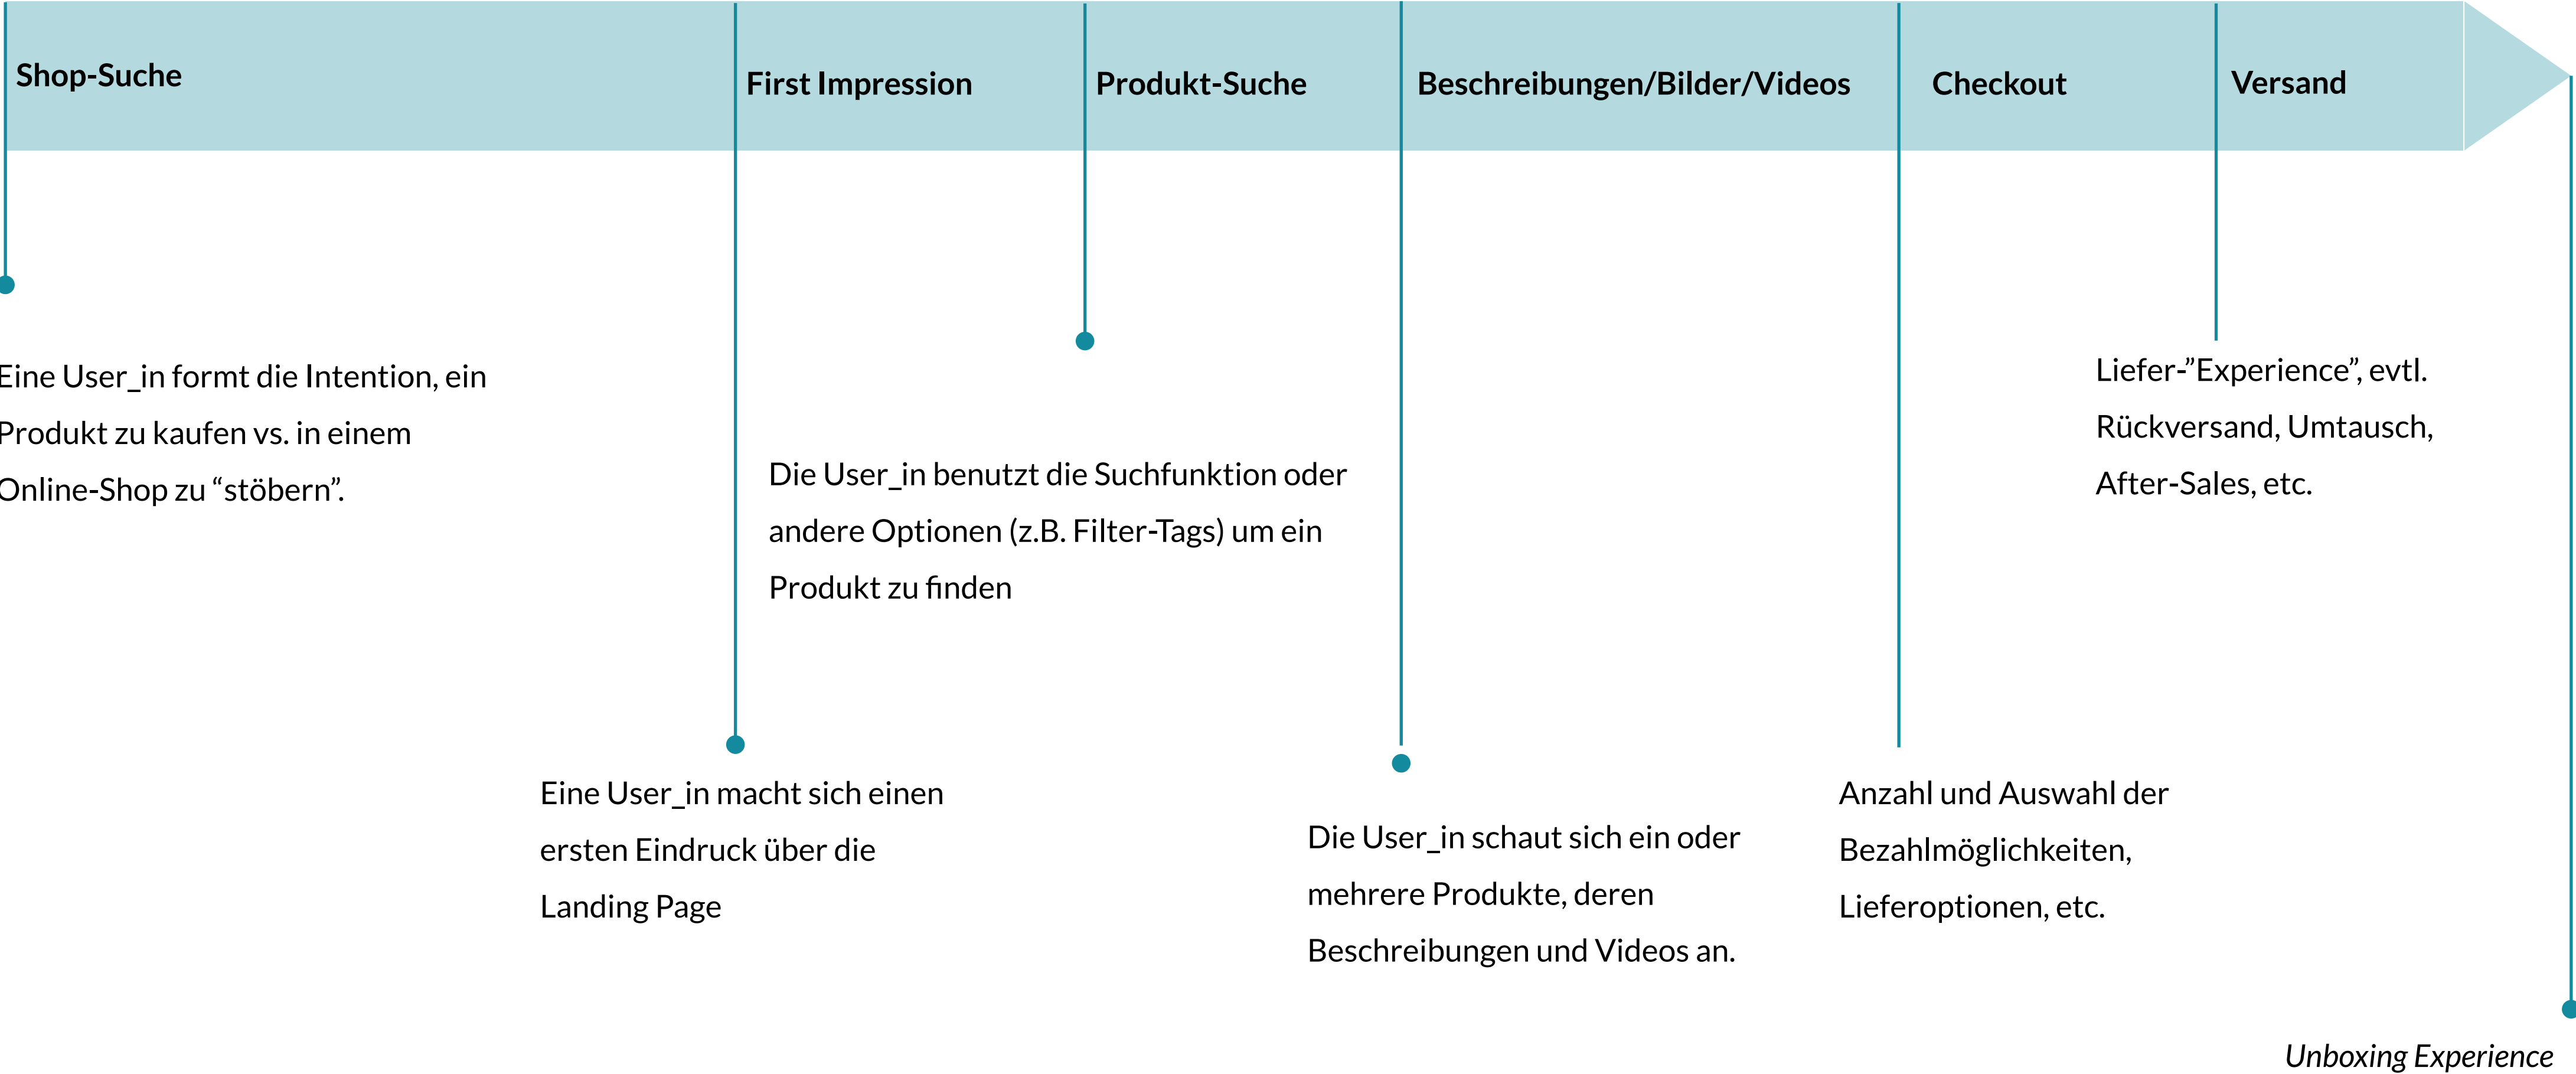 Shop-Suche
First Impression
Produkt-Suche
Beschreibungen/Bilder/Videos
Checkout
Versand
Eine User_in formt die Intention, ein
Produkt zu kaufen vs. in einem
Online-Shop zu “stöbern”.
Eine User_in macht sich einen
ersten Eindruck über die
Landing Page
Die User_in benutzt die Suchfunktion oder
andere Optionen (z.B. Filter-Tags) um ein
Produkt zu finden
Die User_in schaut sich ein oder
mehrere Produkte, deren
Beschreibungen und Videos an.
Anzahl und Auswahl der
Bezahlmöglichkeiten,
Lieferoptionen, etc.
Liefer-”Experience”, evtl.
Rückversand, Umtausch,
After-Sales, etc.
Unboxing Experience